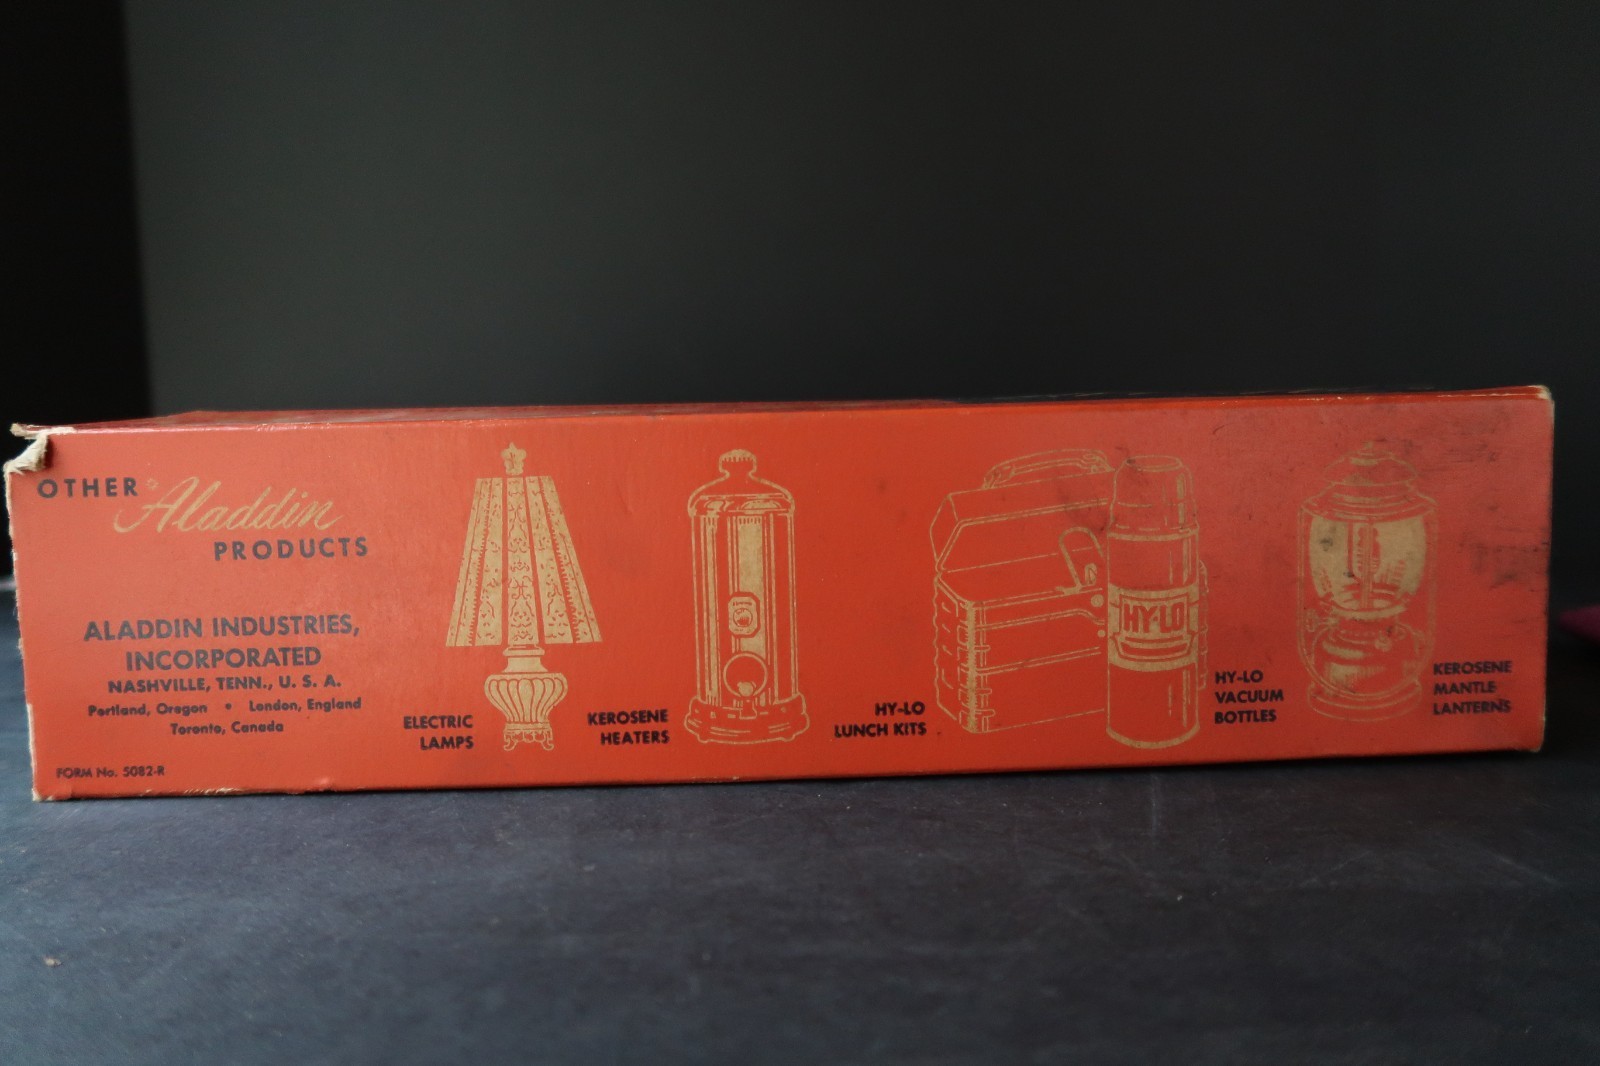 OTHER
Aladdin
PRODUCTS
ALADDIN INDUSTRIES,
INCORPORATED
NASHVILLE, TENN., U. S. A.
Portland, Oregon • London, England
Toronto, Canada
FORM No. 5082-R
ELECTRIC
LAMPS
KEROSENE
HEATERS
HY-LO
LUNCH KITS
HY-LO
HY-LO
VACUUM
BOTTLES
KEROSENE
MANTLE
LANTERNS